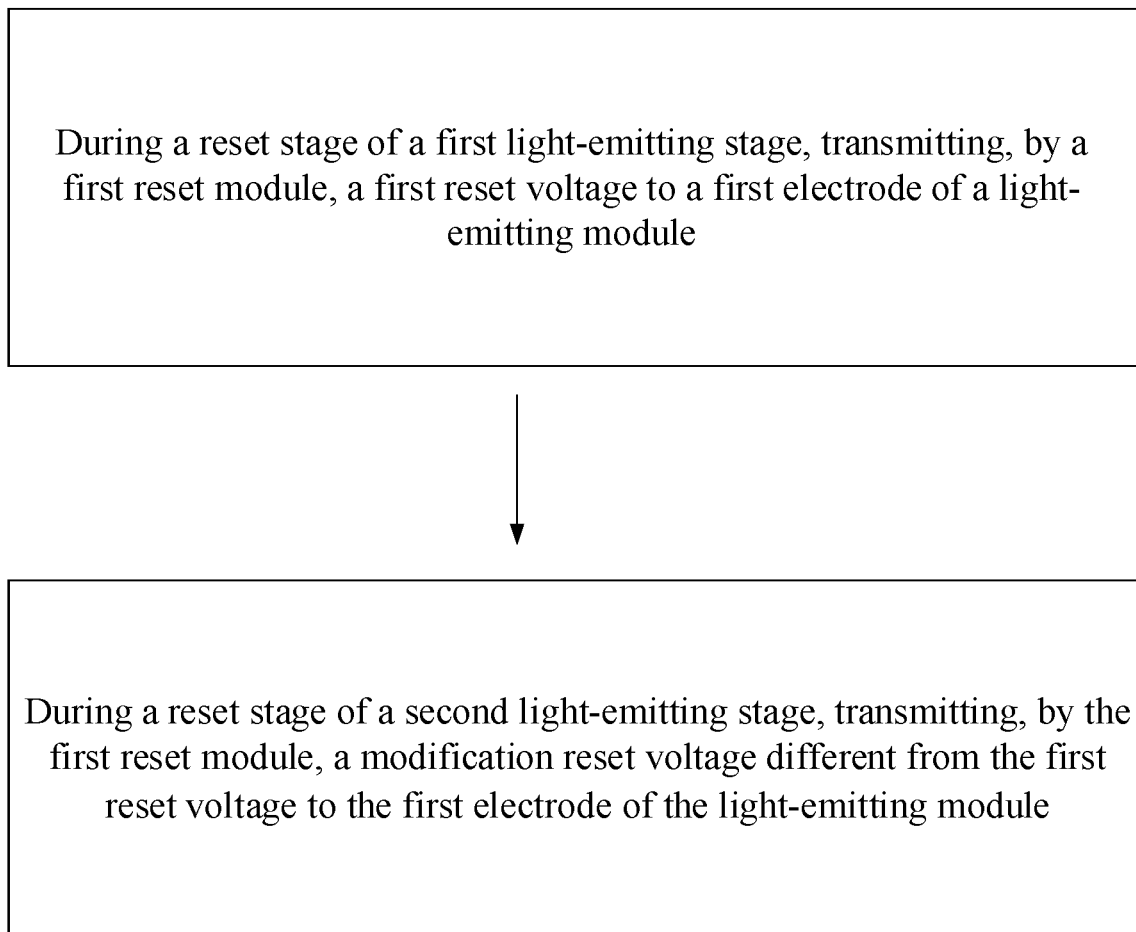 During a reset stage of a first light-emitting stage, transmitting, by a
first reset module, a first reset voltage to a first electrode of a light-
emitting module
During a reset stage of a second light-emitting stage, transmitting, by the
first reset module, a modification reset voltage different from the first
reset voltage to the first electrode of the light-emitting module